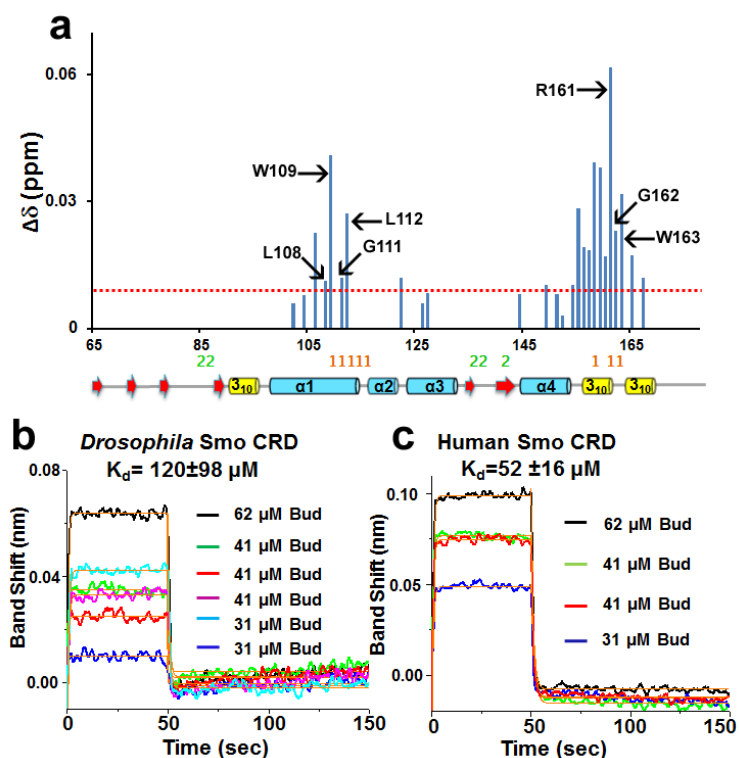 a
0.06
0.03
0
Δδ (ppm)
R161
W109
G162
L112
W163
L108
G111
65 85 105 125 145 165
22 11111 22 2 1 11
3₁₀ α1 α2 α3 α4 3₁₀ 3₁₀
b
Drosophila Smo CRD
K_d= 120±98 μM
0.08
0.04
0.00
Band Shift (nm)
62 μM Bud
41 μM Bud
41 μM Bud
41 μM Bud
31 μM Bud
31 μM Bud
0 50 100 150
Time (sec)
c
Human Smo CRD
K_d=52 ±16 μM
0.10
0.05
0.00
Band Shift (nm)
62 μM Bud
41 μM Bud
41 μM Bud
31 μM Bud
0 50 100 150
Time (sec)